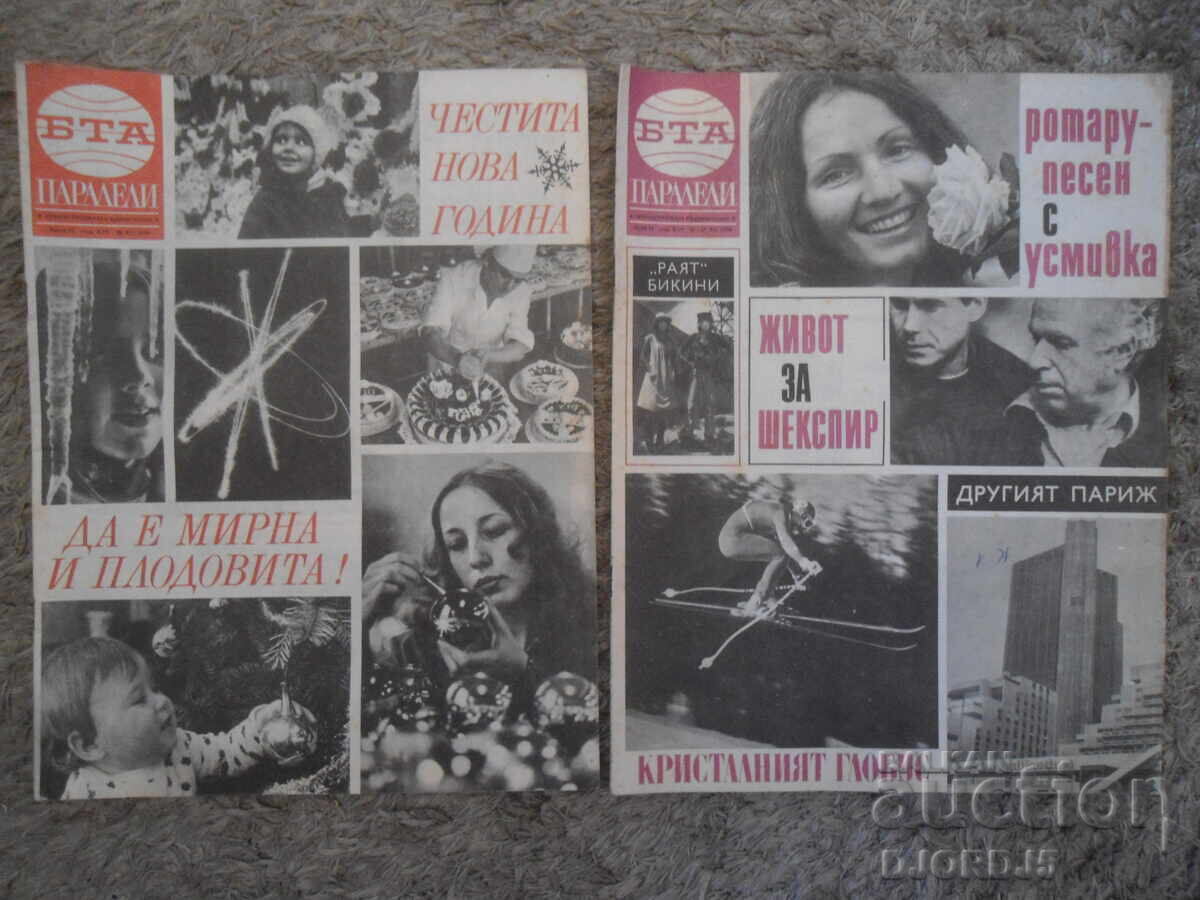 БТА
ПАРАЛЕЛИ
ЧЕСТИТА
НОВА
ГОДИНА
ДА Е МИРНА
И ПЛОДОВИТА!
БТА
ПАРАЛЕЛИ
РОТАРУ-
ПЕСЕН
С
УСМИВКА
„РАЯТ"
БИКИНИ
ЖИВОТ
ЗА
ШЕКСПИР
ДРУГИЯТ ПАРИЖ
КРИСТАЛНИЯТ ГЛОБУС
BALKAN
auction
DJORDJ5